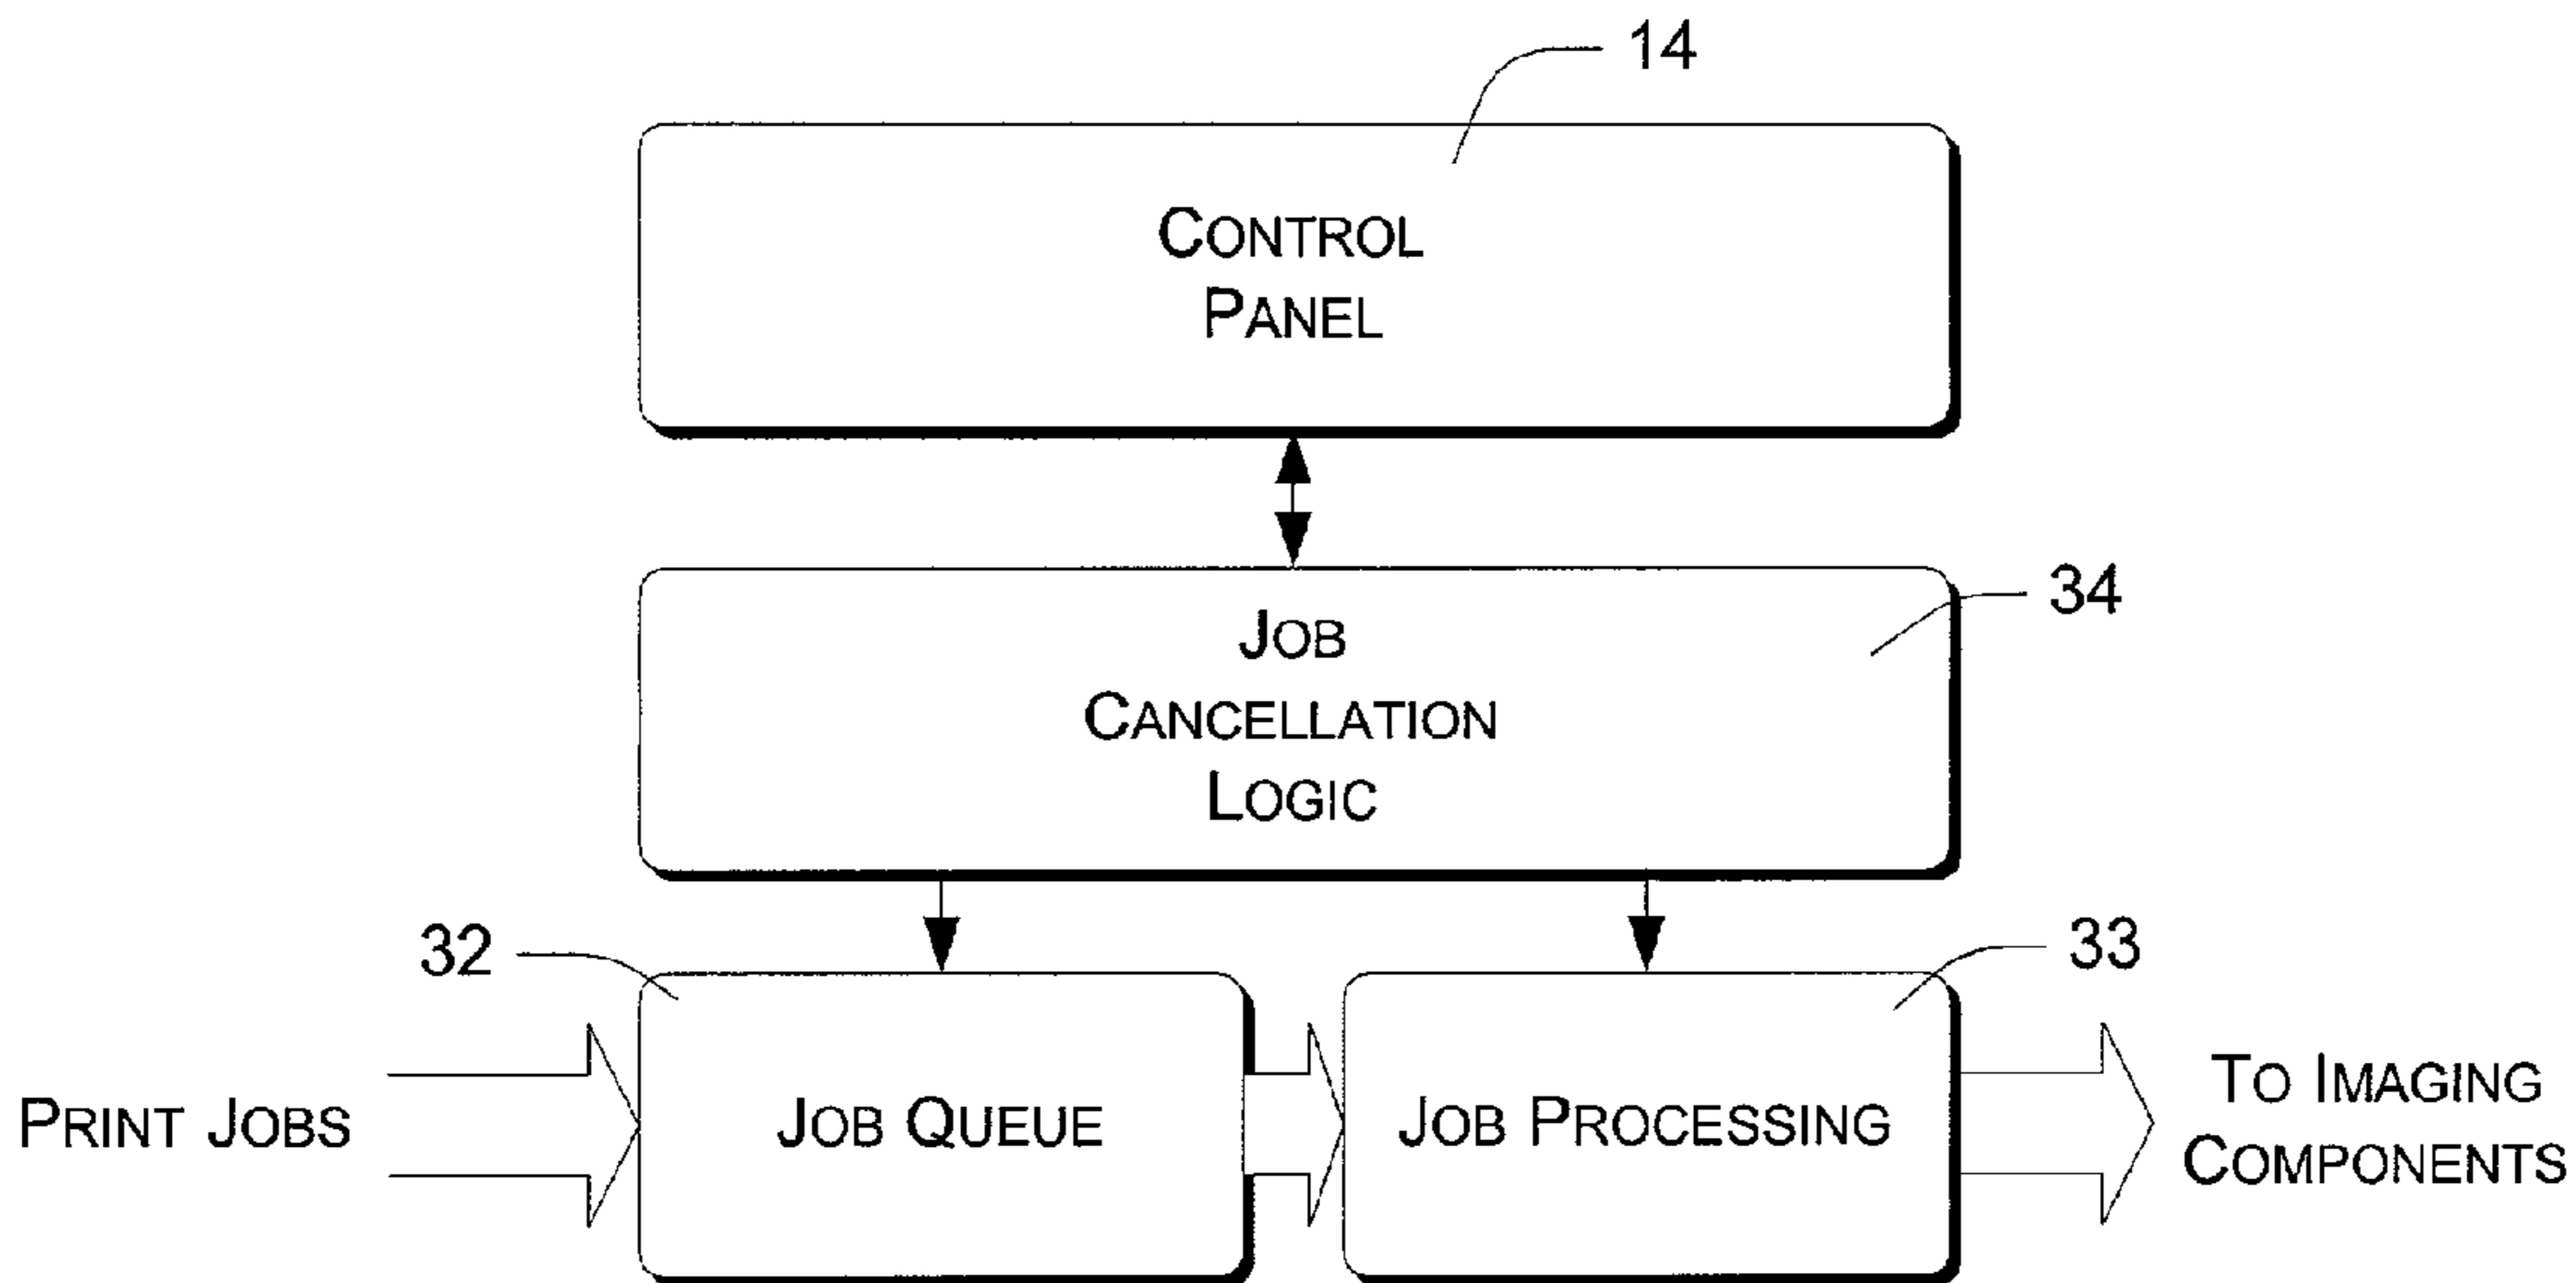 14
CONTROL
PANEL
34
JOB
CANCELLATION
LOGIC
32
33
PRINT JOBS
JOB QUEUE
JOB PROCESSING
TO IMAGING
COMPONENTS